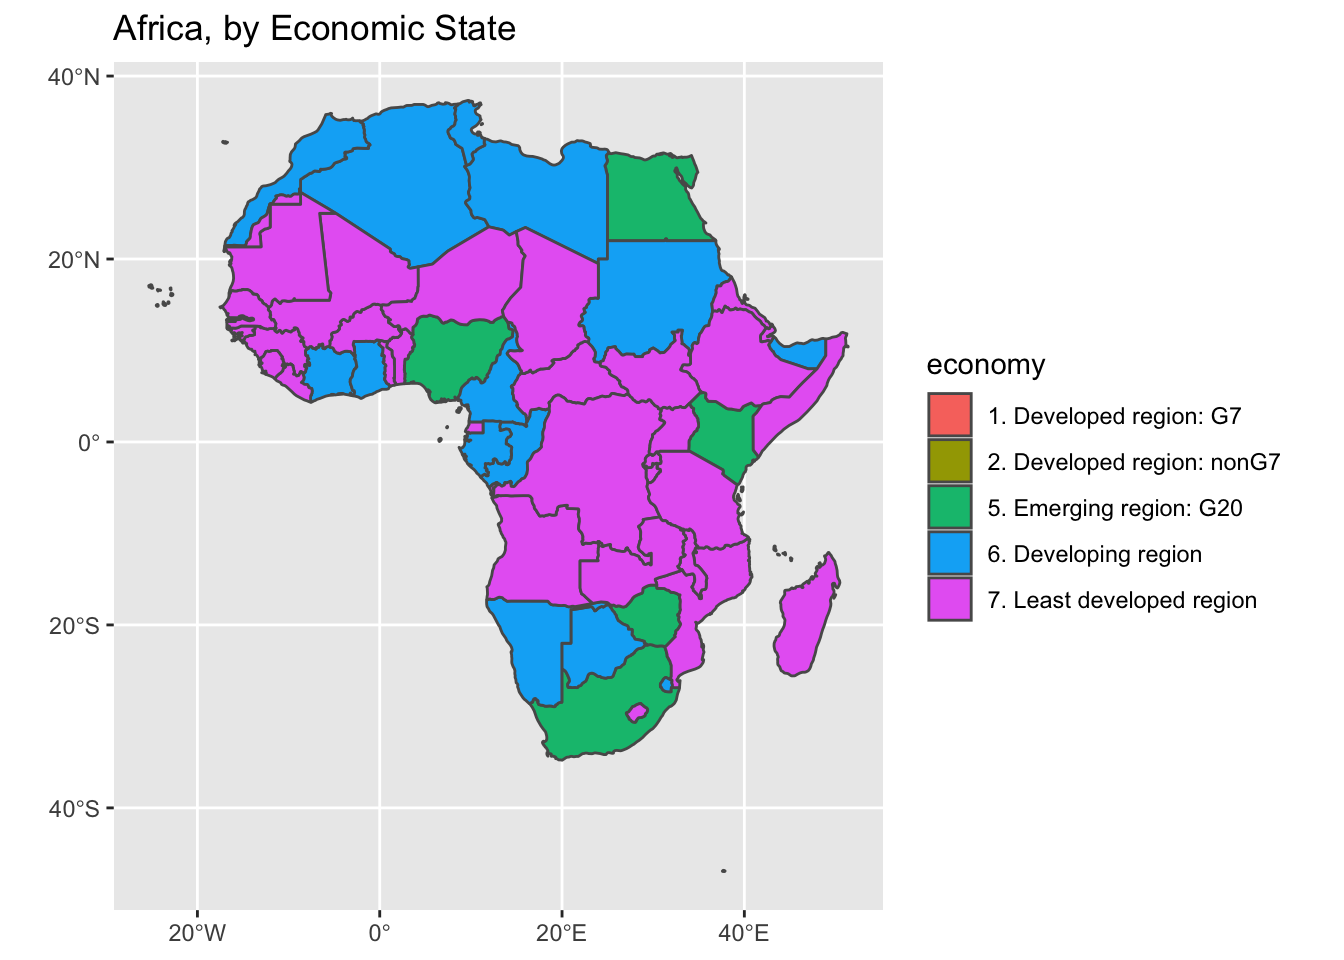 Africa, by Economic State
40°N
20°N
0°
20°S
40°S
20°W
0°
20°E
40°E
economy
1. Developed region: G7
2. Developed region: nonG7
5. Emerging region: G20
6. Developing region
7. Least developed region